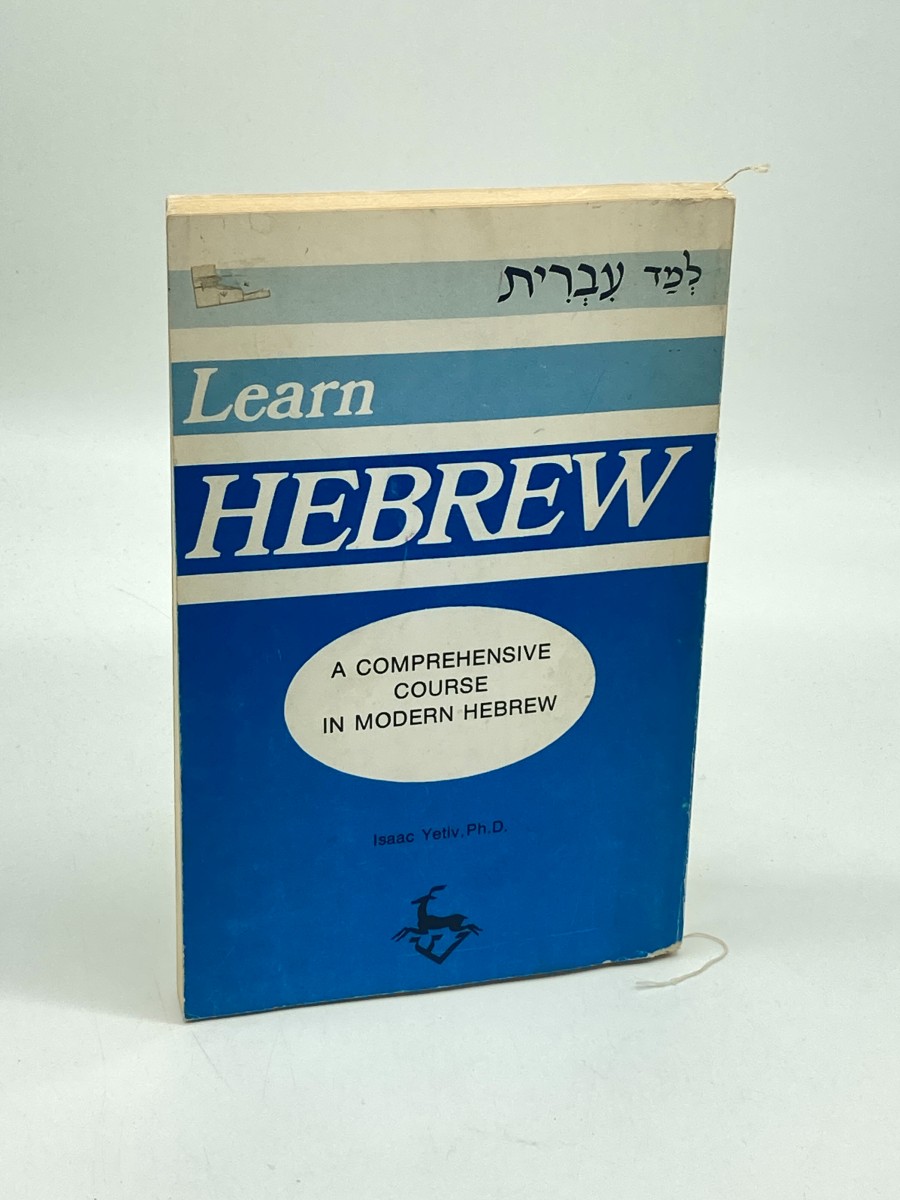 לְמַד עִבְרִית
Learn
HEBREW
A COMPREHENSIVE
COURSE
IN MODERN HEBREW
Isaac Yetiv, Ph.D.